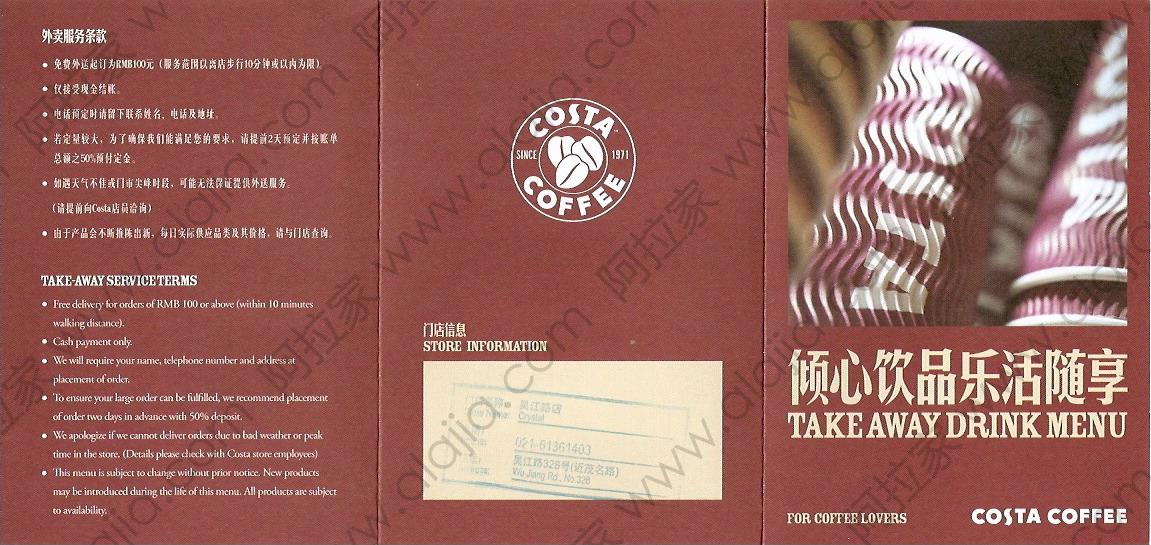 外卖服务条款
● 免费外送起订为RMB100元（服务范围以离店步行10分钟或以内为限）
● 仅接受现金结账。
● 电话预定时请留下联系姓名、电话及地址。
● 若定量较大，为了确保我们能满足您的要求，请提前2天预定并按账单
总额之50%预付定金。
● 如遇天气不佳或门市尖峰时段，可能无法保证提供外送服务。
（请提前向Costa店员洽询）
● 由于产品会不断推陈出新，每日实际供应品类及其价格，请与门店查询。
TAKE-AWAY SERVICE TERMS
● Free delivery for orders of RMB 100 or above (within 10 minutes
walking distance).
● Cash payment only.
● We will require your name, telephone number and address at
placement of order.
● To ensure your large order can be fulfilled, we recommend placement
of order two days in advance with 50% deposit.
● We apologize if we cannot deliver orders due to bad weather or peak
time in the store. (Details please check with Costa store employees)
● This menu is subject to change without prior notice. New products
may be introduced during the life of this menu. All products are subject
to availability.
COSTA
SINCE 1971
COFFEE
门店信息
STORE INFORMATION
吴江路店
Crystal
021-61361403
吴江路328号(近茂名路)
Wu Jiang Rd., No.328
倾心饮品乐活随享
TAKE AWAY DRINK MENU
FOR COFFEE LOVERS
COSTA COFFEE
阿拉家 www.alajia.com